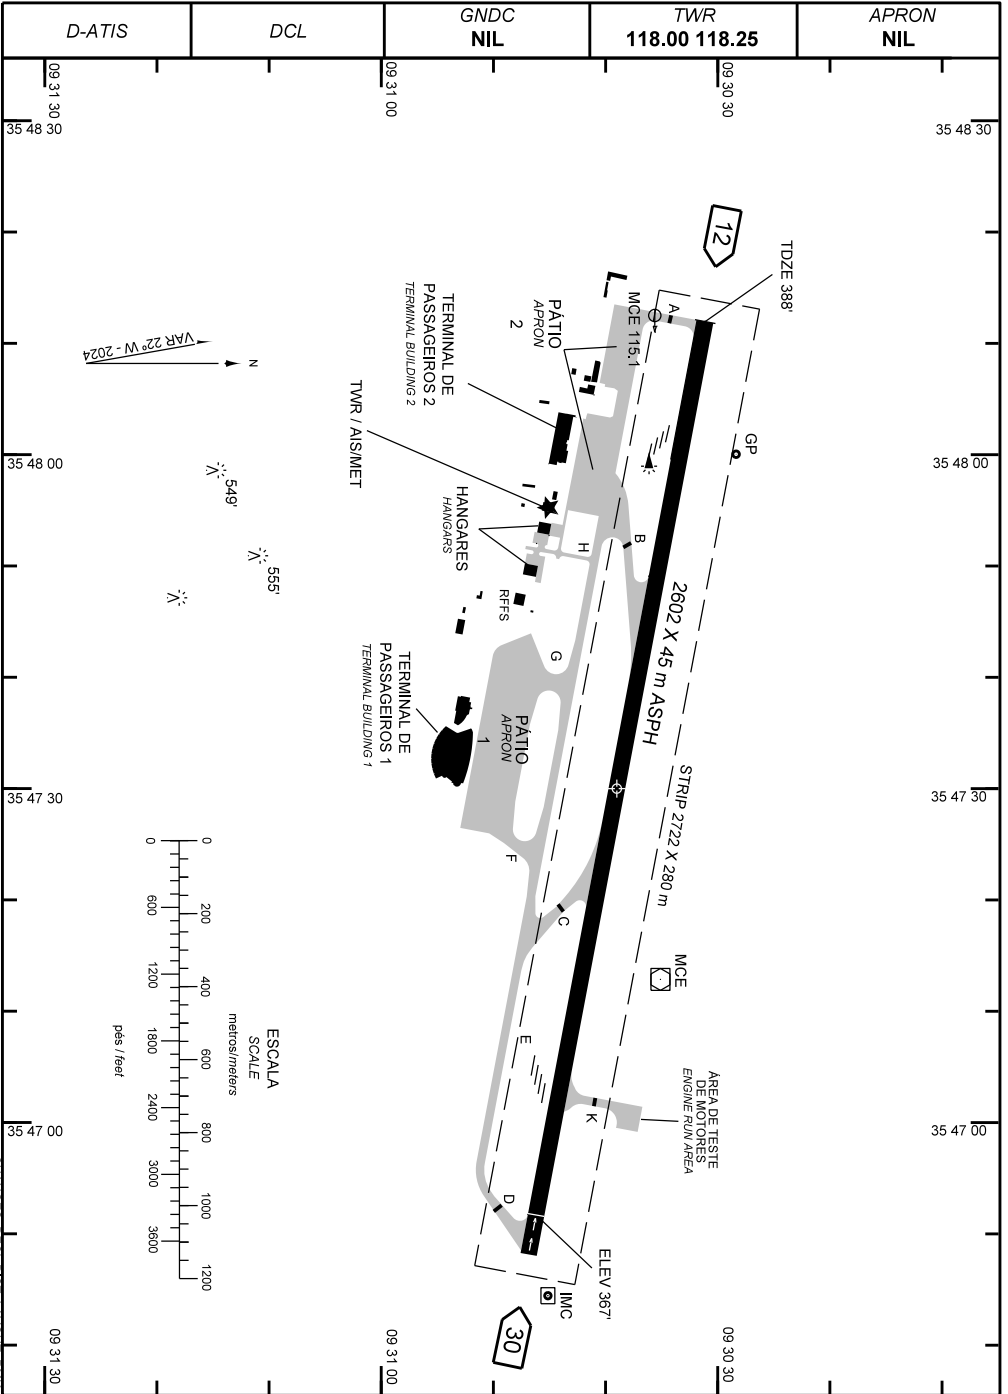 D-ATIS
DCL
GNDC
NIL
TWR
118.00 118.25
APRON
NIL
09 31 30
09 31 00
09 30 30
35 48 30
35 48 30
12
TDZE 388'
A
MCE 115.1
PÁTIO
APRON
2
TERMINAL DE
PASSAGEIROS 2
TERMINAL BUILDING 2
VAR 22º W - 2024
N
TWR / AIS/MET
GP
35 48 00
35 48 00
549'
555'
HANGARES
HANGARS
H
B
RFFS
2602 X 45 m ASPH
G
TERMINAL DE
PASSAGEIROS 1
TERMINAL BUILDING 1
PÁTIO
APRON
1
STRIP 2722 X 280 m
35 47 30
35 47 30
F
C
MCE
0
200
400
600
800
1000
1200
0
600
1200
1800
2400
3000
3600
ESCALA
SCALE
metros/meters
pés / feet
E
ÁREA DE TESTE
DE MOTORES
ENGINE RUN AREA
K
35 47 00
35 47 00
D
ELEV 367'
IMC
30
09 31 30
09 31 00
09 30 30